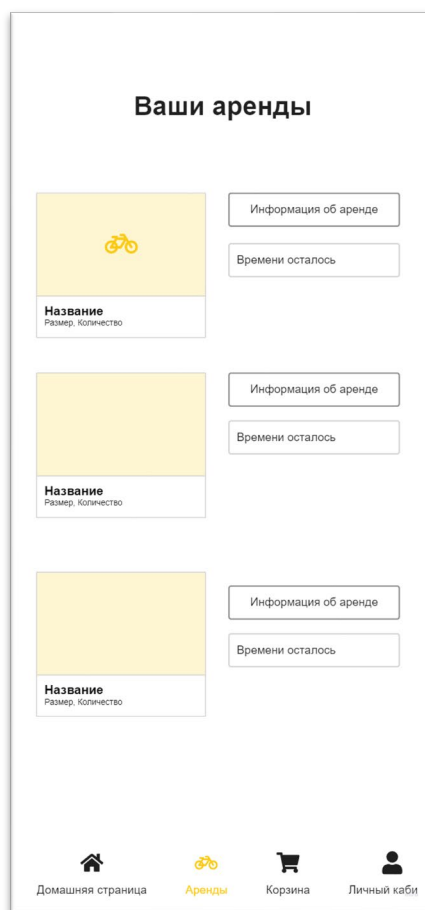 Ваши аренды
Информация об аренде
Времени осталось
Название
Размер, Количество
Информация об аренде
Времени осталось
Название
Размер, Количество
Информация об аренде
Времени осталось
Название
Размер, Количество
Домашняя страница Аренды Корзина Личный каби